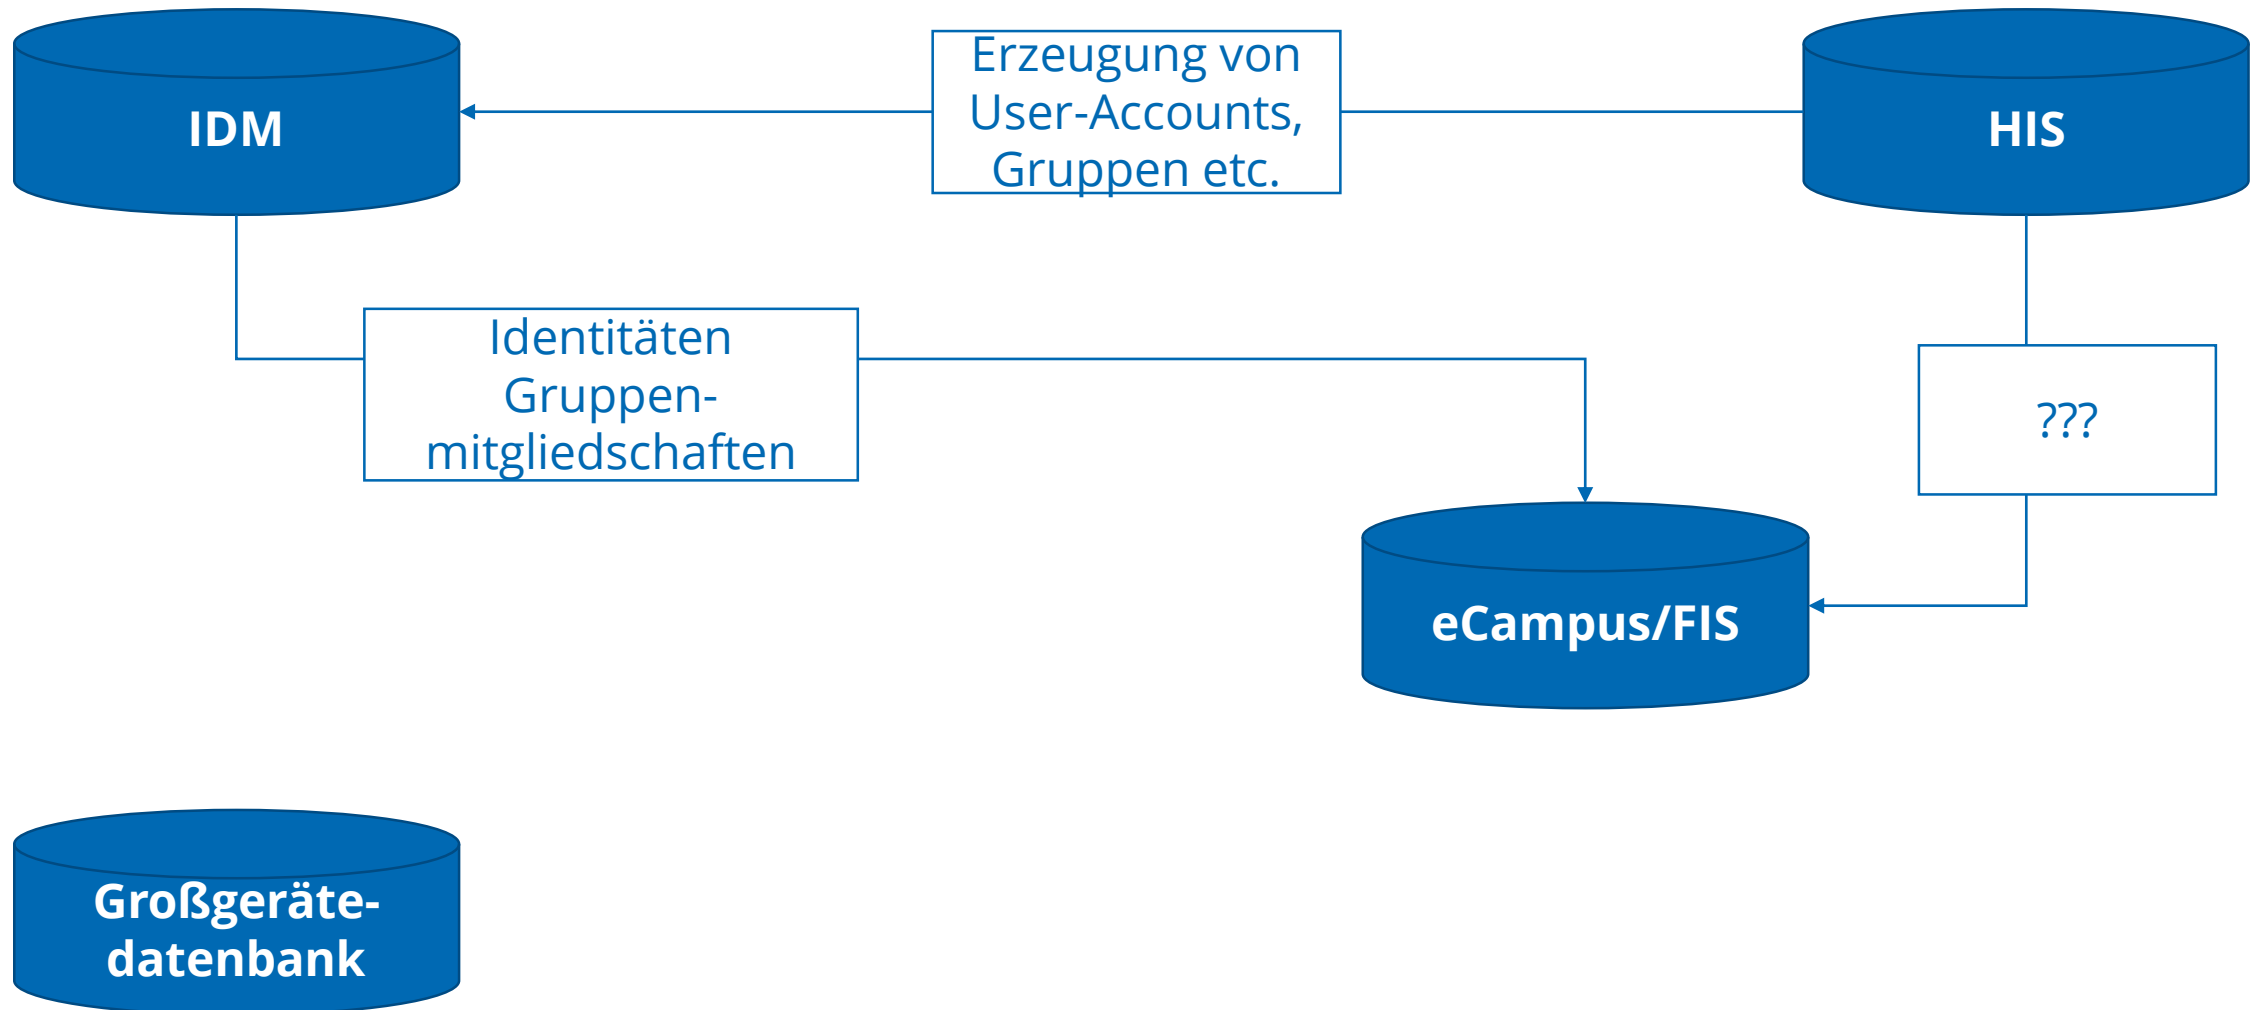 IDM
Erzeugung von
User-Accounts,
Gruppen etc.
HIS
Identitäten
Gruppen-
mitgliedschaften
???
eCampus/FIS
Großgeräte-
datenbank